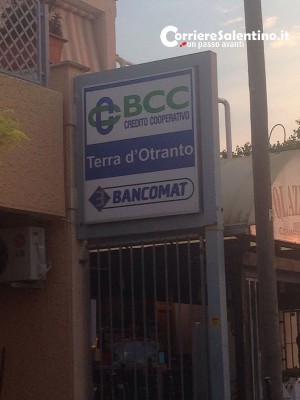 CorriereSalentino.it
...un passo avanti
BCC
CREDITO COOPERATIVO
Terra d'Otranto
BANCOMAT